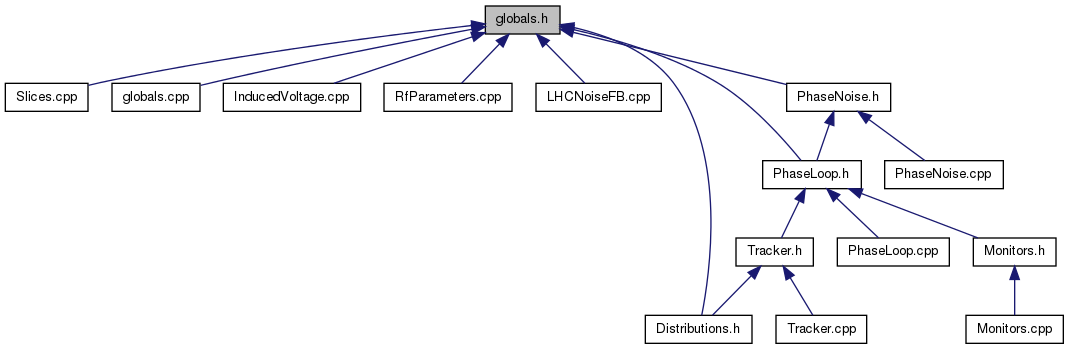 globals.h
Slices.cpp
globals.cpp
InducedVoltage.cpp
RfParameters.cpp
LHCNoiseFB.cpp
PhaseNoise.h
PhaseLoop.h
PhaseNoise.cpp
Tracker.h
PhaseLoop.cpp
Monitors.h
Distributions.h
Tracker.cpp
Monitors.cpp